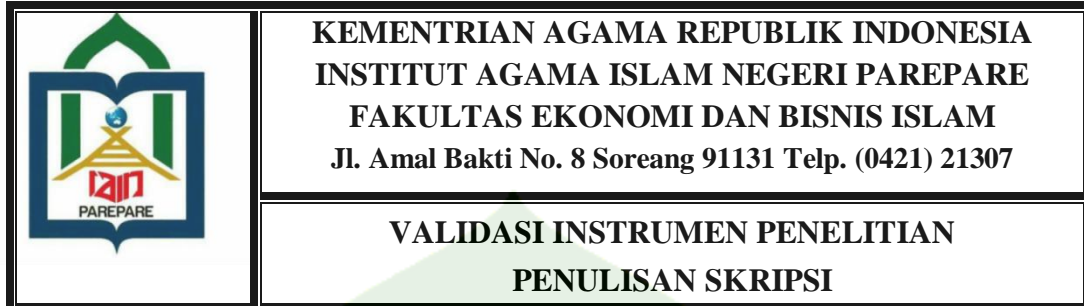 iain
PAREPARE
KEMENTRIAN AGAMA REPUBLIK INDONESIA
INSTITUT AGAMA ISLAM NEGERI PAREPARE
FAKULTAS EKONOMI DAN BISNIS ISLAM
Jl. Amal Bakti No. 8 Soreang 91131 Telp. (0421) 21307
VALIDASI INSTRUMEN PENELITIAN
PENULISAN SKRIPSI